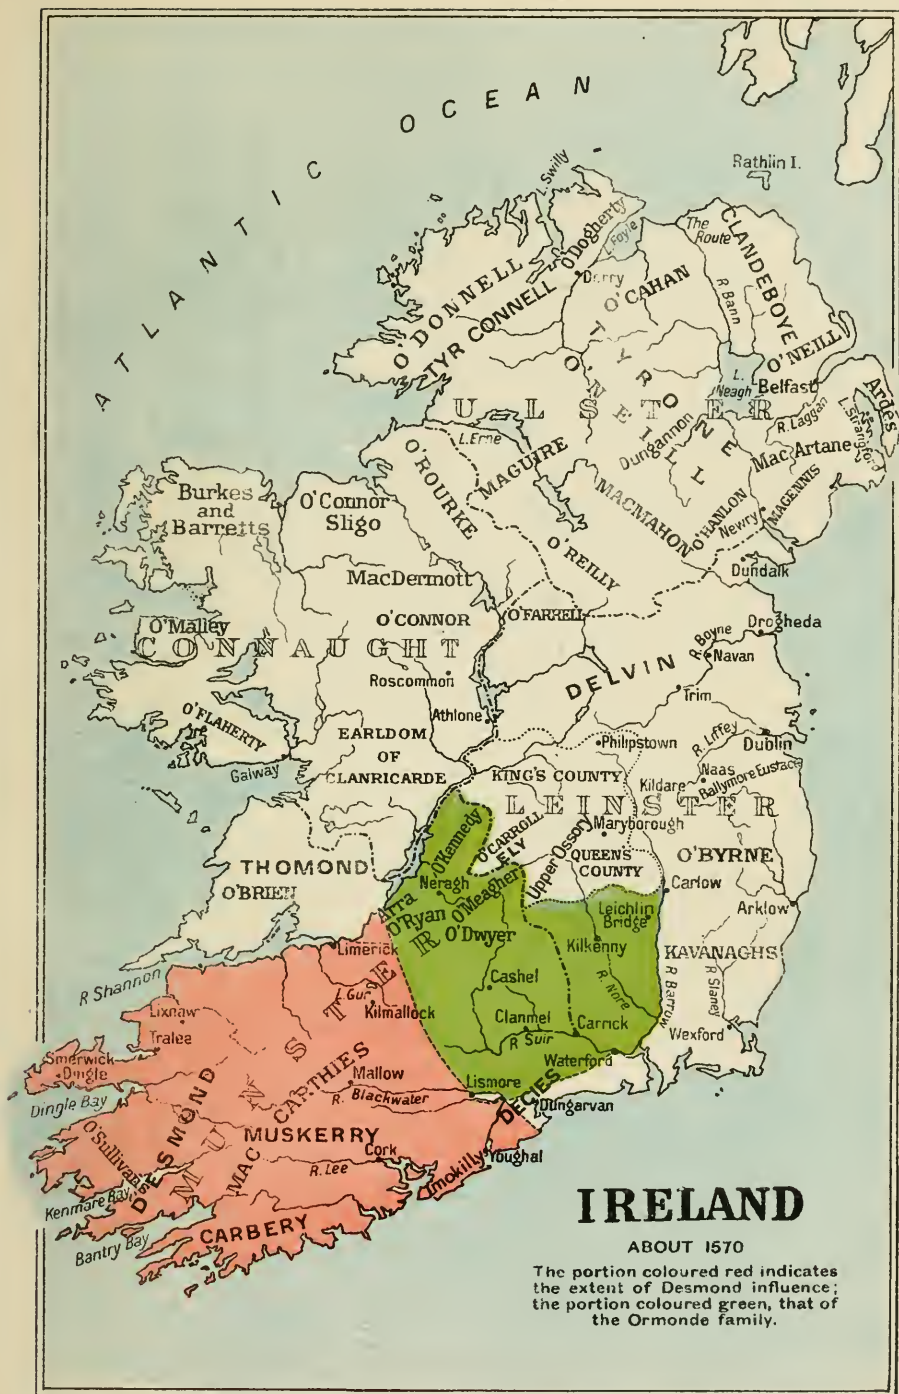 ATLANTIC OCEAN
Rathlin I.
L. Swilly
O'Dogherty
L. Foyle
The
Route
CLANDEBOYE
O'DONNELL
TYR CONNELL
Derry
O'CAHAN
R Bann
O'NEILL
TYRONE
O'NEILL
L.
Neagh
Belfast
Ardes
L. Strangford
R. Laggan
ULSTER
L. Erne
Dungannon
Mac Artane
O'ROURKE
MAGUIRE
MACMAHON
O'HANLON
Newry
MAGENNIS
Burkes
and
Barretts
O'Connor
Sligo
O'REILLY
Dundalk
MacDermott
O'CONNOR
O'FARRELL
O'Malley
CONNAUGHT
Drogheda
R. Boyne
Navan
Roscommon
DELVIN
Trim
O'FLAHERTY
Athlone
EARLDOM
OF
CLANRICARDE
Galway
Philipstown
R. Liffey
Dublin
KING'S COUNTY
Kildare
Naas
Ballymore Eustace
LEINSTER
O'Kennedy
O'CARROLL
ELY
Upper Ossory
Maryborough
QUEEN'S
COUNTY
O'BYRNE
THOMOND
O'BRIEN
Neragh
O'Meagher
Carlow
Arra
O'Ryan
O'Dwyer
Leichlin
Bridge
Arklow
Kilkenny
KAVANAGHS
Limerick
R Shannon
Cashel
R. Nore
R Barrow
R Slaney
L. Gur
Kilmallock
Lixnaw
Tralee
Clanmel
R Suir
Carrick
Wexford
Waterford
Smerwick
Dingle
Dingle Bay
MUNSTER
Mallow
R. Blackwater
Lismore
DECIES
Dungarvan
DESMOND
MAC CARTHIES
MUSKERRY
O'Sullivans
Cork
R. Lee
Imokilly
Youghal
Kenmare Bay
Bantry Bay
CARBERY
IRELAND
ABOUT 1570
The portion coloured red indicates
the extent of Desmond influence;
the portion coloured green, that of
the Ormonde family.